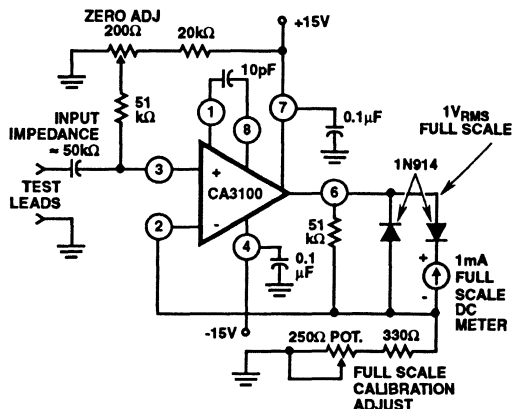 ZERO ADJ
200Ω
20kΩ
+15V
10pF
51
kΩ
1
8
7
0.1μF
1VRMS
FULL SCALE
INPUT
IMPEDANCE
≈ 50kΩ
1N914
3
+
CA3100
6
TEST
LEADS
2
-
4
51
kΩ
0.1
μF
+
1mA
FULL
SCALE
DC
METER
-
-15V
250Ω POT.
330Ω
FULL SCALE
CALIBRATION
ADJUST